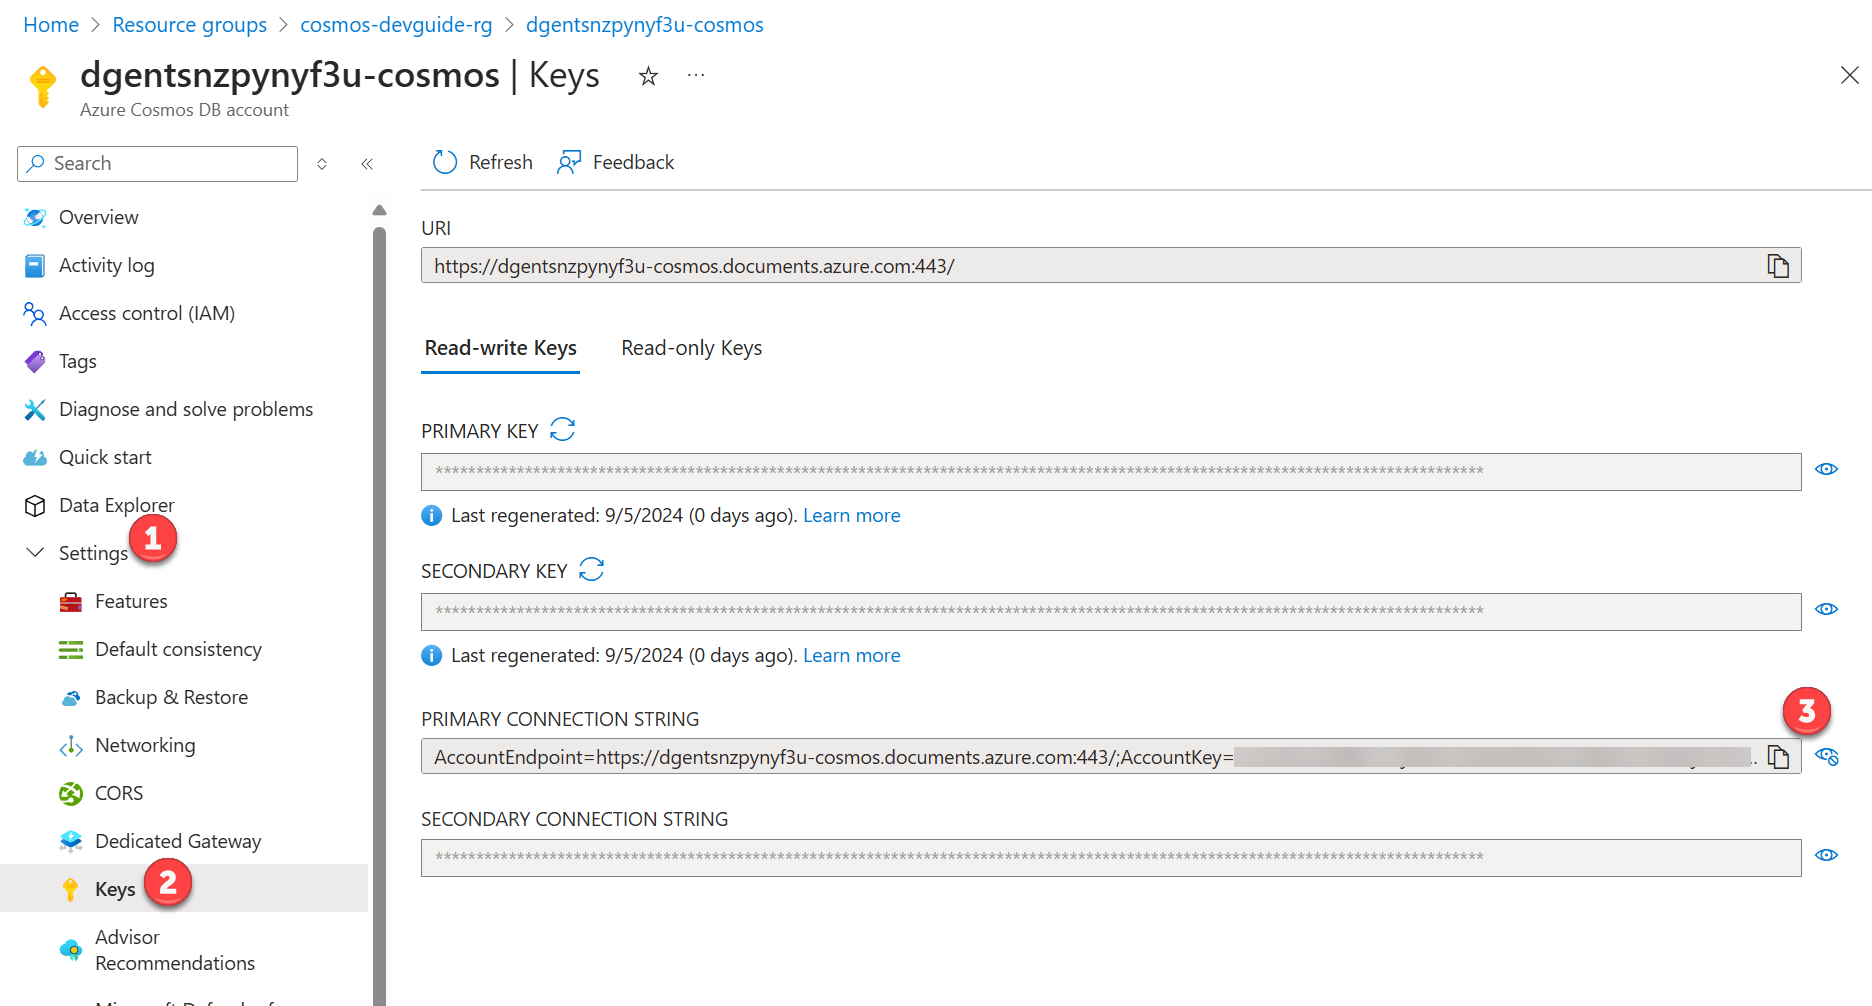 Home > Resource groups > cosmos-devguide-rg > dgentsnzpynyf3u-cosmos
dgentsnzpynyf3u-cosmos | Keys
Azure Cosmos DB account
Search
Overview
Activity log
Access control (IAM)
Tags
Diagnose and solve problems
Quick start
Data Explorer
Settings 1
Features
Default consistency
Backup & Restore
Networking
CORS
Dedicated Gateway
Keys 2
Advisor
Recommendations
Refresh Feedback
URI
https://dgentsnzpynyf3u-cosmos.documents.azure.com:443/
Read-write Keys Read-only Keys
PRIMARY KEY
Last regenerated: 9/5/2024 (0 days ago). Learn more
SECONDARY KEY
Last regenerated: 9/5/2024 (0 days ago). Learn more
PRIMARY CONNECTION STRING
3
AccountEndpoint=https://dgentsnzpynyf3u-cosmos.documents.azure.com:443/;AccountKey=
SECONDARY CONNECTION STRING